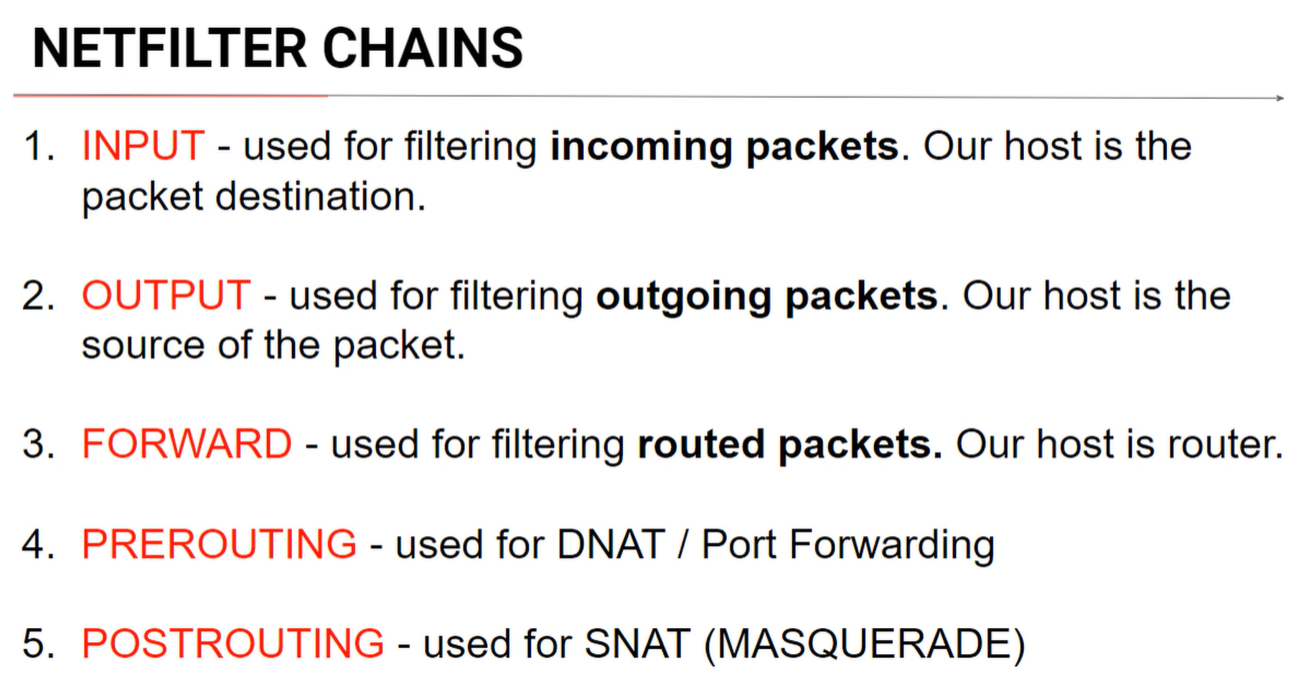 NETFILTER CHAINS
1. INPUT - used for filtering incoming packets. Our host is the
packet destination.
2. OUTPUT - used for filtering outgoing packets. Our host is the
source of the packet.
3. FORWARD - used for filtering routed packets. Our host is router.
4. PREROUTING - used for DNAT / Port Forwarding
5. POSTROUTING - used for SNAT (MASQUERADE)